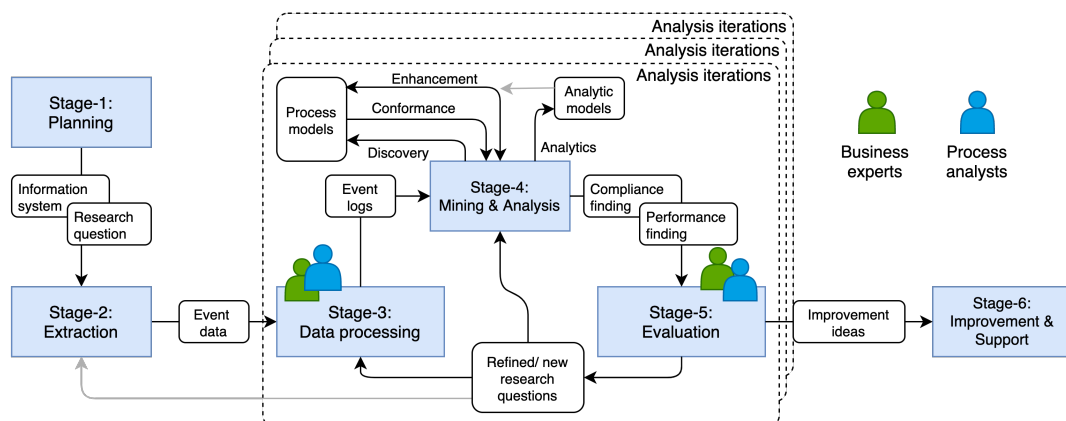 Analysis iterations
Analysis iterations
Analysis iterations
Stage-1:
Planning
Information
system
Research
question
Stage-2:
Extraction
Event
data
Stage-3:
Data processing
Event
logs
Process
models
Enhancement
Conformance
Discovery
Analytic
models
Analytics
Stage-4:
Mining & Analysis
Compliance
finding
Performance
finding
Stage-5:
Evaluation
Refined/ new
research
questions
Improvement
ideas
Stage-6:
Improvement &
Support
Business
experts
Process
analysts